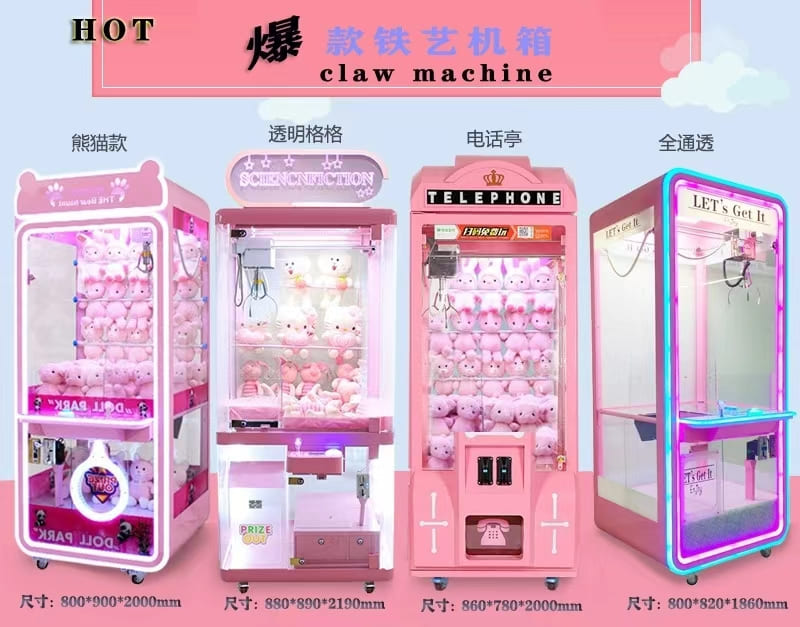 HOT
爆款铁艺机箱
claw machine
熊猫款
透明格格
电话亭
全通透
SCIENCNFICTION
TELEPHONE
扫码免费玩
LET's Get It
Enjoy
DOLL PARK
DOLL PARK
PRIZE
OUT
LET's Get It
Enjoy
尺寸：800*900*2000mm
尺寸：880*890*2190mm
尺寸：860*780*2000mm
尺寸：800*820*1860mm